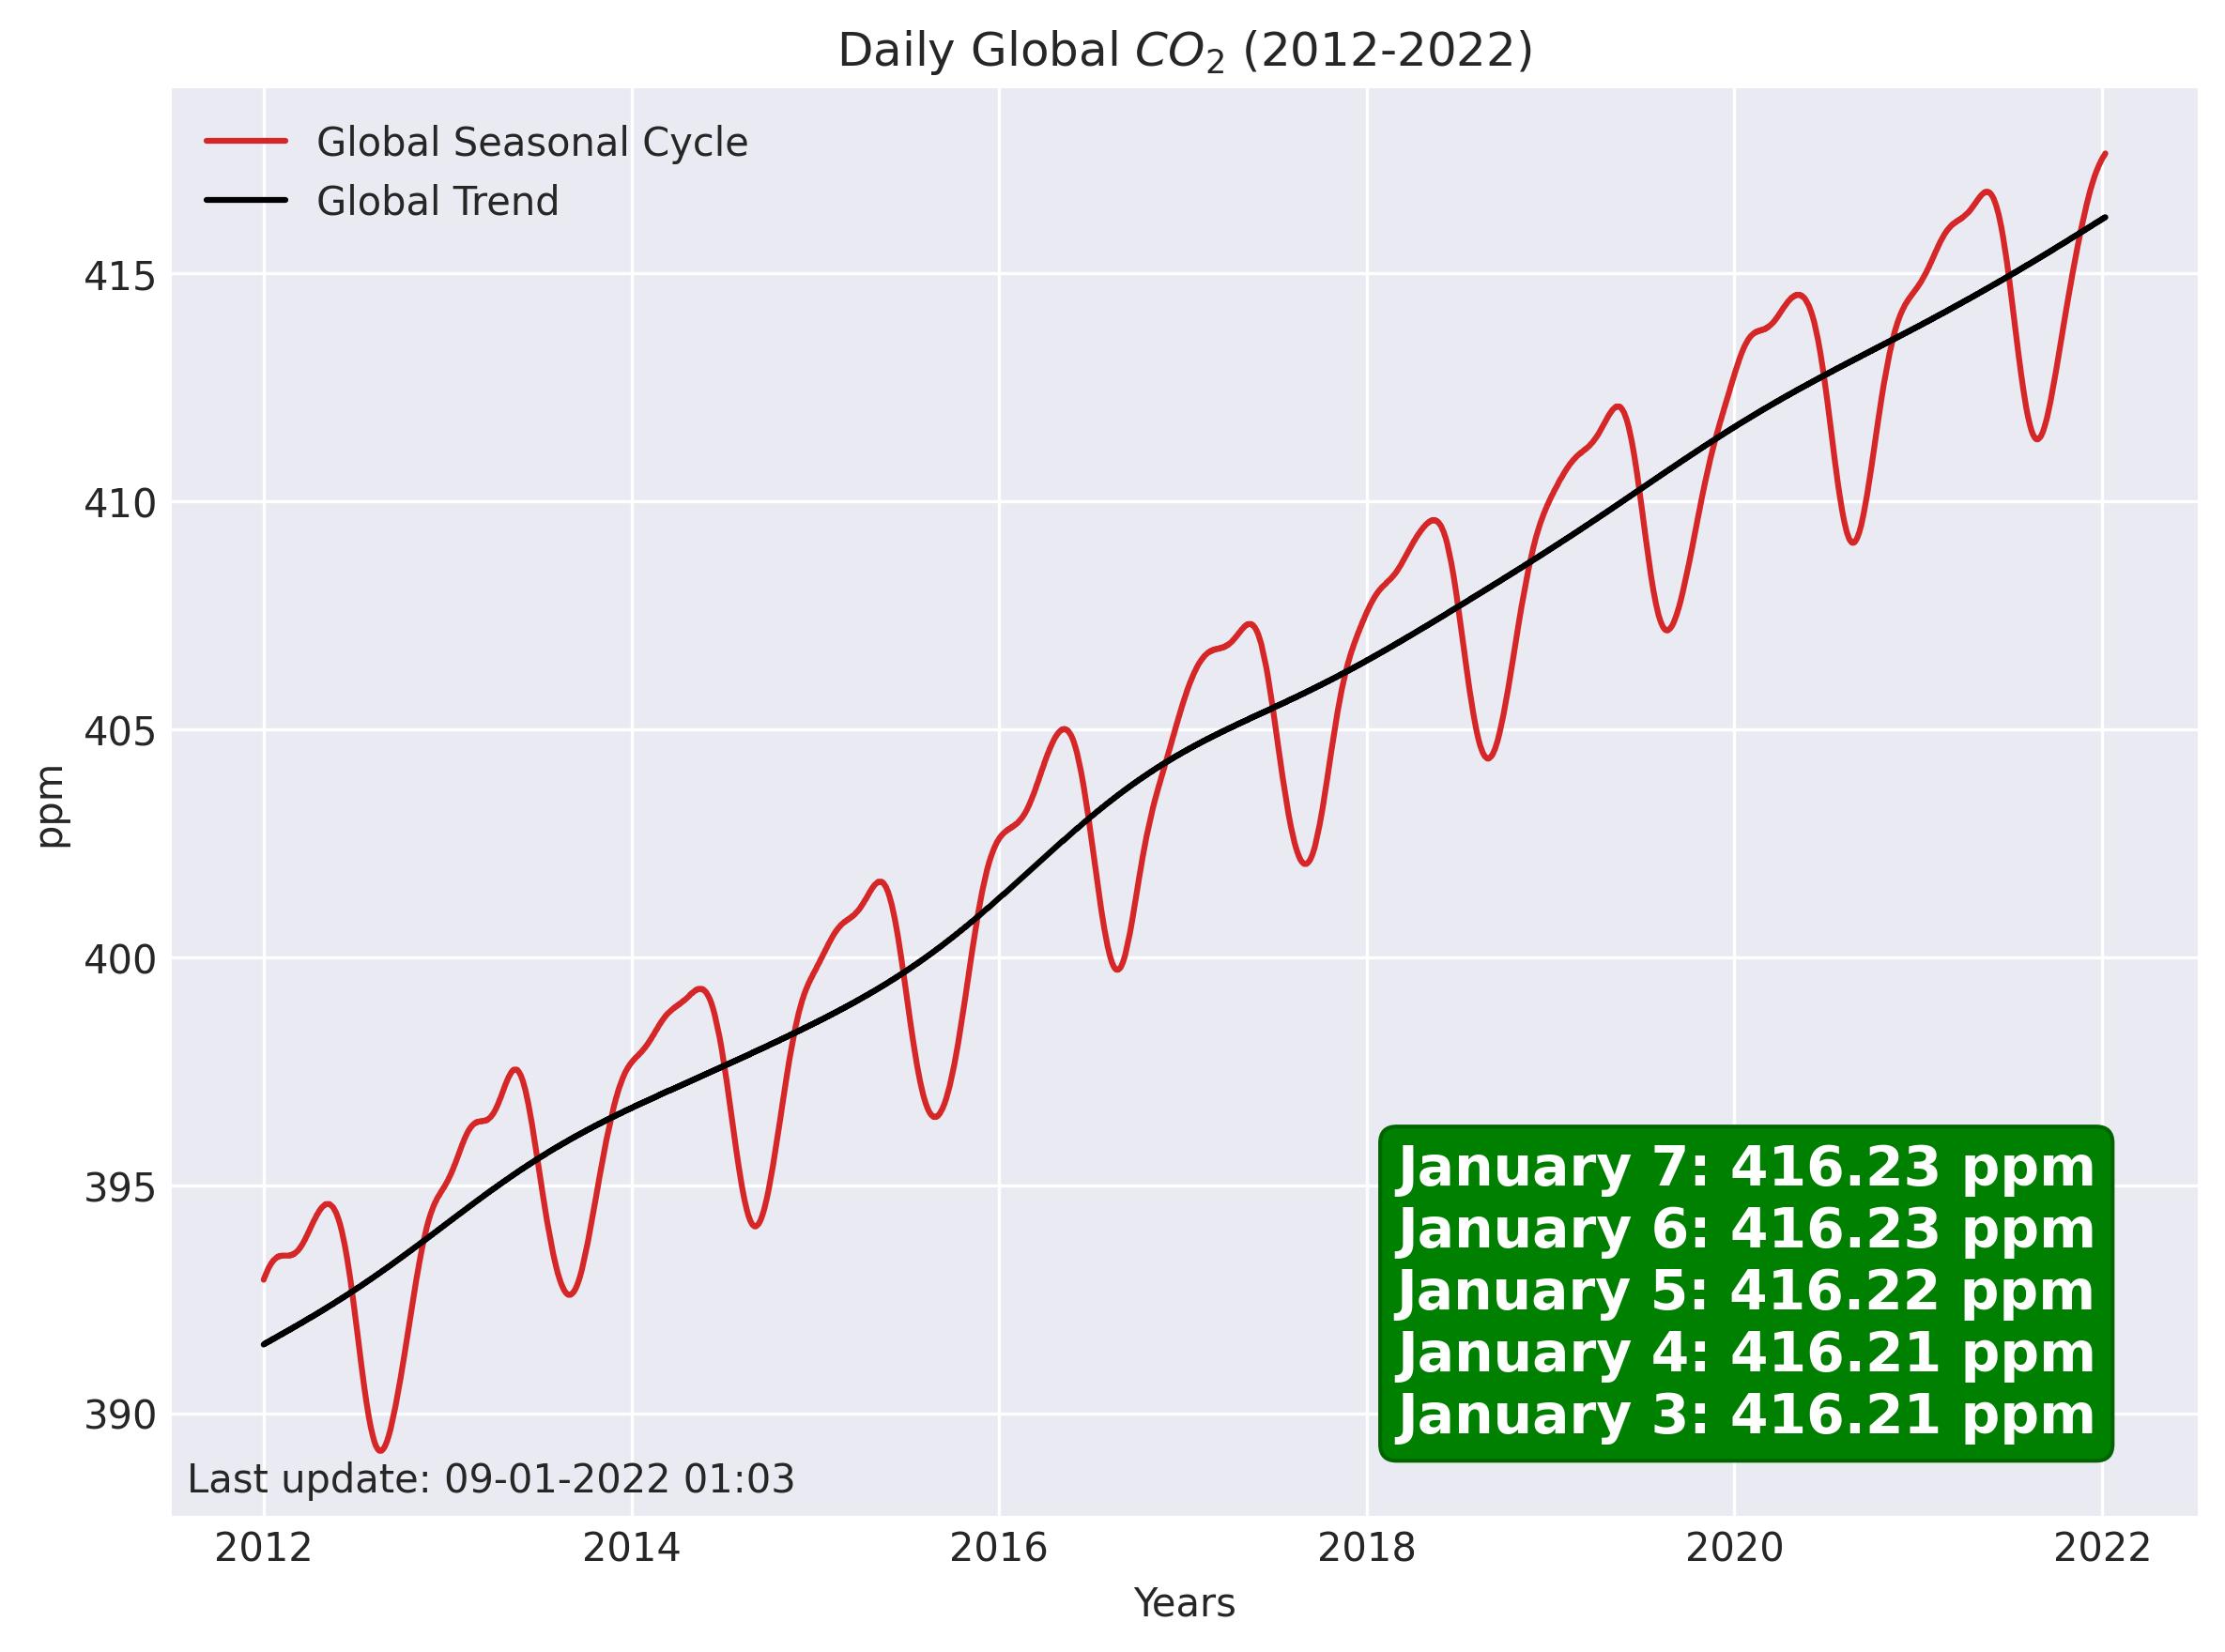 Daily Global CO₂ (2012-2022)
Global Seasonal Cycle
Global Trend
415
410
405
400
395
390
ppm
January 7: 416.23 ppm
January 6: 416.23 ppm
January 5: 416.22 ppm
January 4: 416.21 ppm
January 3: 416.21 ppm
Last update: 09-01-2022 01:03
2012 2014 2016 2018 2020 2022
Years